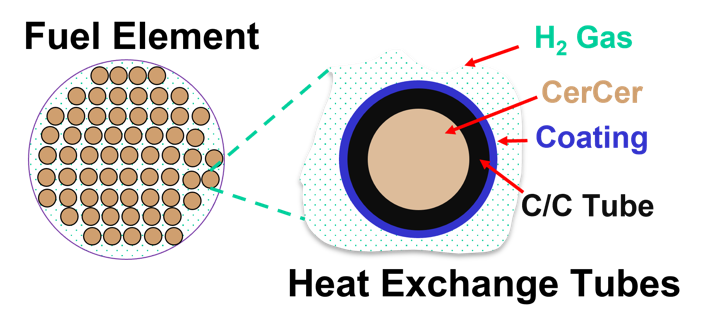 Fuel Element
H₂ Gas
CerCer
Coating
C/C Tube
Heat Exchange Tubes